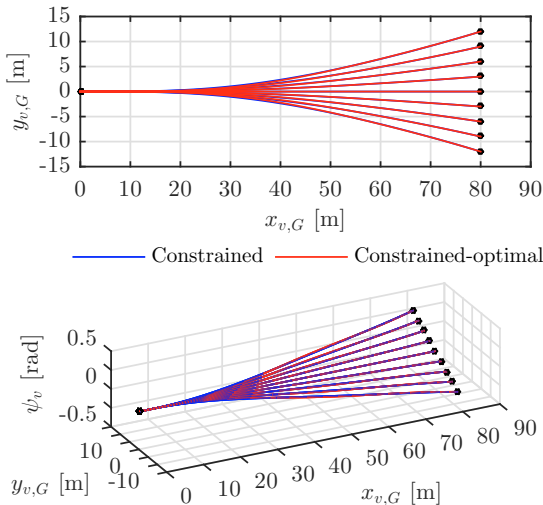 15
10
5
0
-5
-10
-15
y_{v,G} [m]
0 10 20 30 40 50 60 70 80 90
x_{v,G} [m]
Constrained Constrained-optimal
0.5
0
-0.5
ψ_v [rad]
10
0
-10
y_{v,G} [m]
0 10 20 30 40 50 60 70 80 90
x_{v,G} [m]